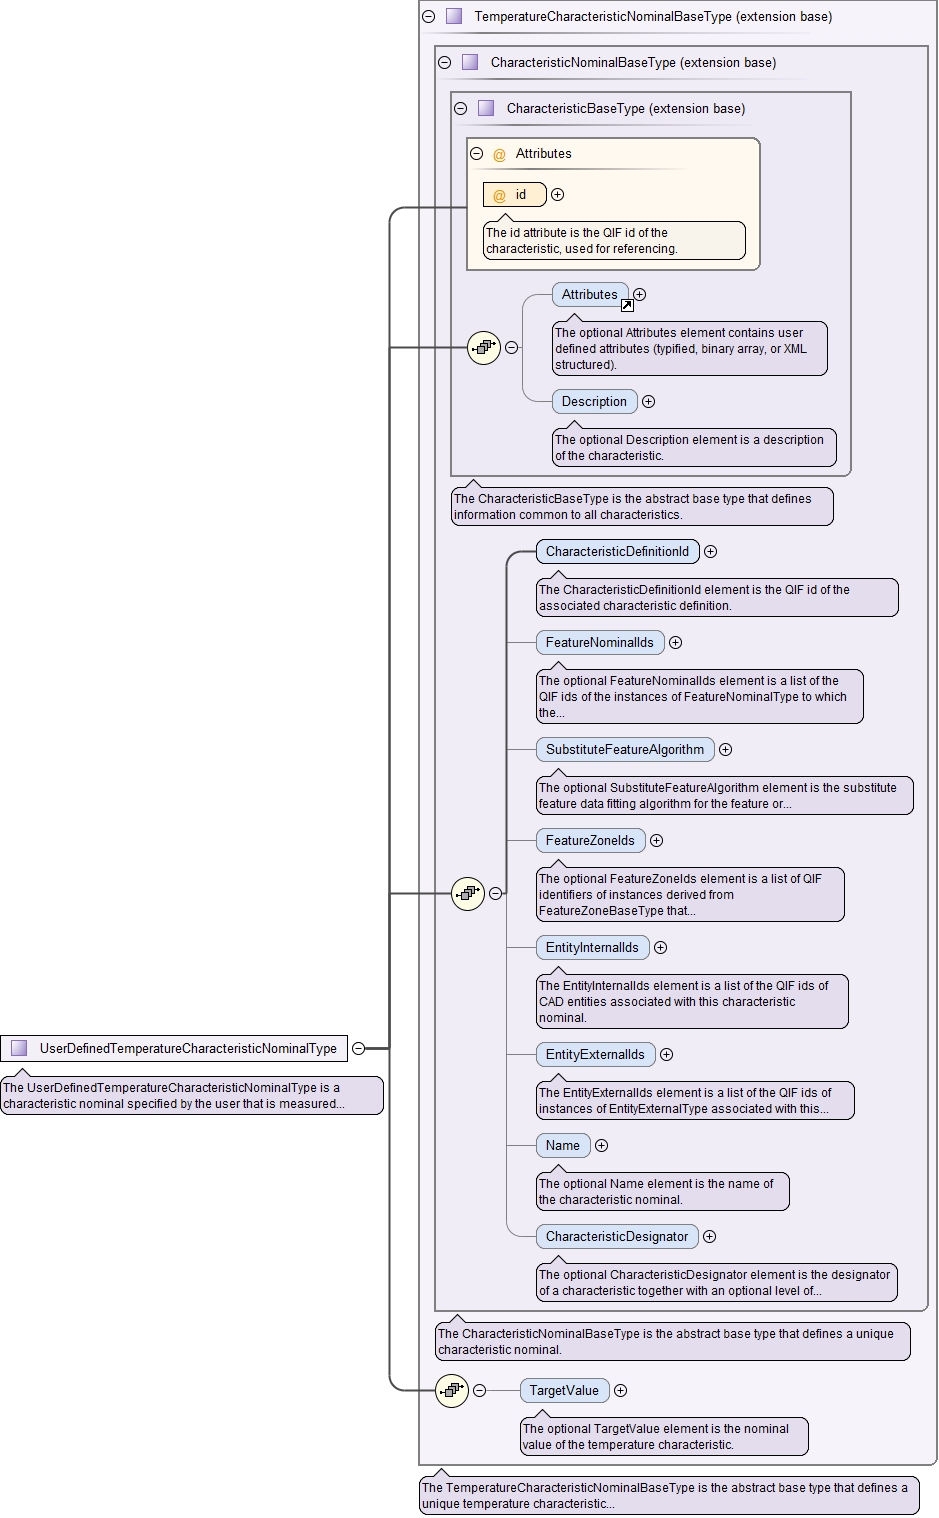 TemperatureCharacteristicNominalBaseType (extension base)
CharacteristicNominalBaseType (extension base)
CharacteristicBaseType (extension base)
@ Attributes
@ id
The id attribute is the QIF id of the
characteristic, used for referencing.
Attributes
The optional Attributes element contains user
defined attributes (typified, binary array, or XML
structured).
Description
The optional Description element is a description
of the characteristic.
The CharacteristicBaseType is the abstract base type that defines
information common to all characteristics.
CharacteristicDefinitionId
The CharacteristicDefinitionId element is the QIF id of the
associated characteristic definition.
FeatureNominalIds
The optional FeatureNominalIds element is a list of the
QIF ids of the instances of FeatureNominalType to which
the...
SubstituteFeatureAlgorithm
The optional SubstituteFeatureAlgorithm element is the substitute
feature data fitting algorithm for the feature or...
FeatureZoneIds
The optional FeatureZoneIds element is a list of QIF
identifiers of instances derived from
FeatureZoneBaseType that...
EntityInternalIds
The EntityInternalIds element is a list of the QIF ids of
CAD entities associated with this characteristic
nominal.
UserDefinedTemperatureCharacteristicNominalType
The UserDefinedTemperatureCharacteristicNominalType is a
characteristic nominal specified by the user that is measured...
EntityExternalIds
The EntityExternalIds element is a list of the QIF ids of
instances of EntityExternalType associated with this...
Name
The optional Name element is the name of
the characteristic nominal.
CharacteristicDesignator
The optional CharacteristicDesignator element is the designator
of a characteristic together with an optional level of...
The CharacteristicNominalBaseType is the abstract base type that defines a unique
characteristic nominal.
TargetValue
The optional TargetValue element is the nominal
value of the temperature characteristic.
The TemperatureCharacteristicNominalBaseType is the abstract base type that defines a
unique temperature characteristic...